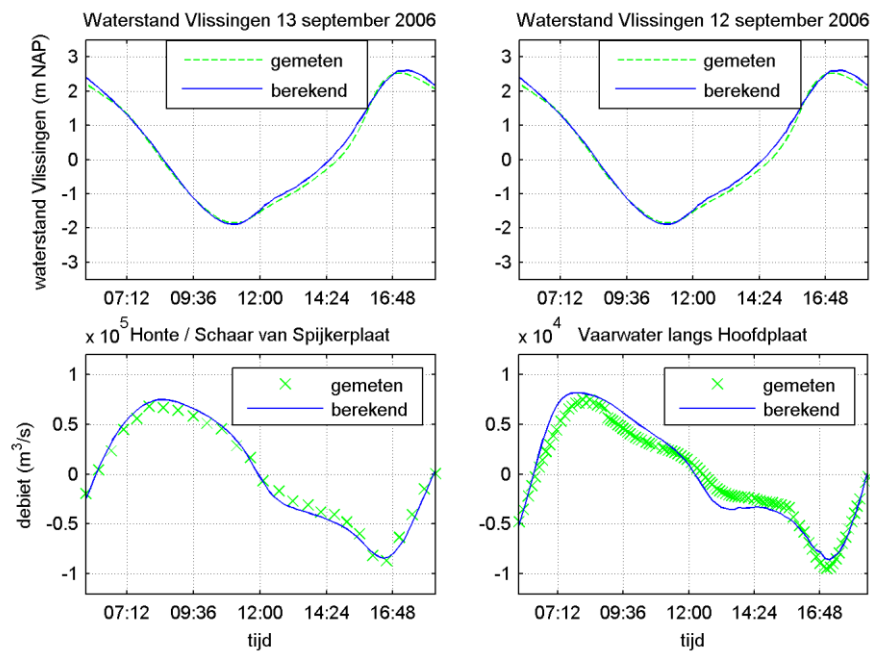 Waterstand Vlissingen 13 september 2006
waterstand Vlissingen (m NAP)
3
2
1
0
-1
-2
-3
gemeten
berekend
07:12 09:36 12:00 14:24 16:48
Waterstand Vlissingen 12 september 2006
3
2
1
0
-1
-2
-3
gemeten
berekend
07:12 09:36 12:00 14:24 16:48
x 10^5 Honte / Schaar van Spijkerplaat
debiet (m^3/s)
1
0.5
0
-0.5
-1
gemeten
berekend
07:12 09:36 12:00 14:24 16:48
tijd
x 10^4 Vaarwater langs Hoofdplaat
1
0.5
0
-0.5
-1
gemeten
berekend
07:12 09:36 12:00 14:24 16:48
tijd